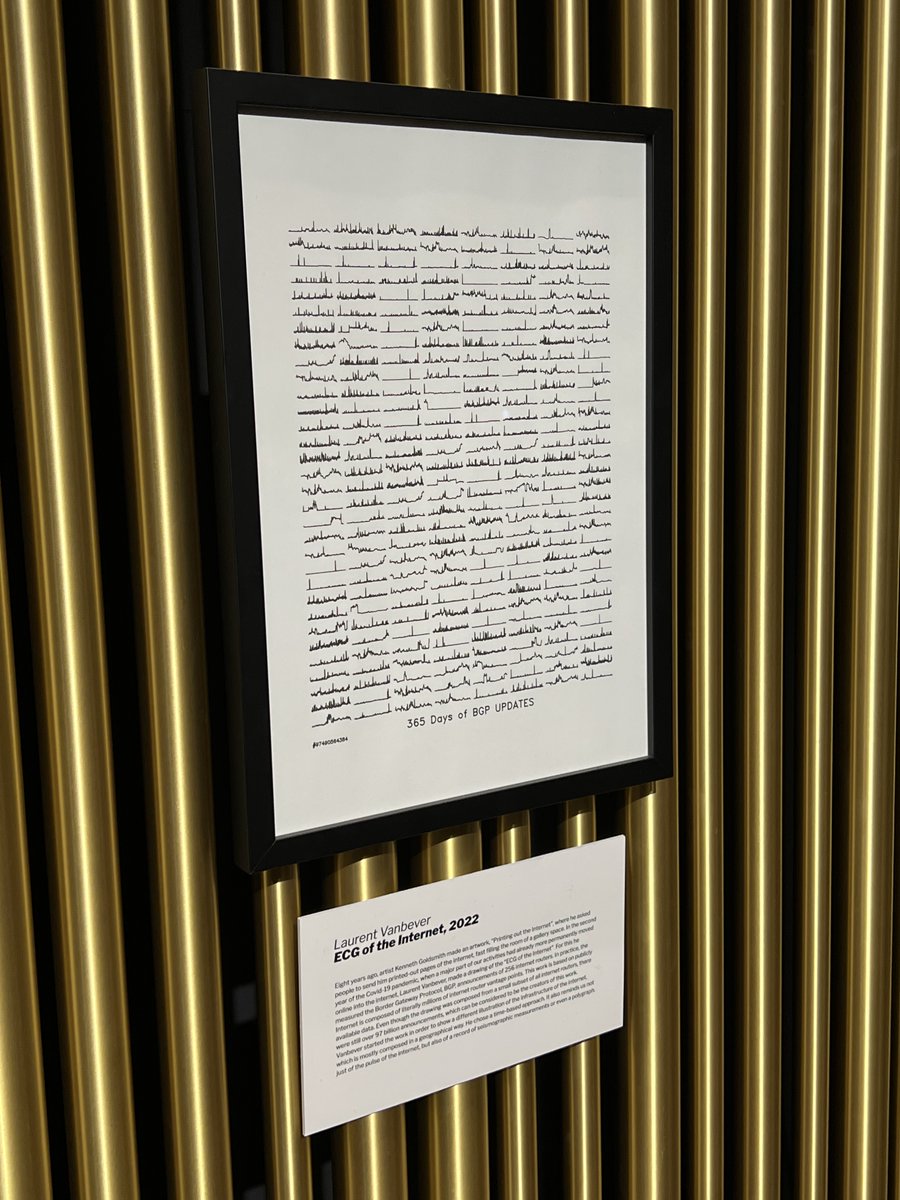 365 Days of BGP UPDATES
Laurent Vanbever
ECG of the Internet, 2022
Eight years ago, artist Kenneth Goldsmith made an artwork, "Printing out the Internet", where he asked
people to send him printed-out pages of the internet, fast filling the room of a gallery space. In the second
year of the Covid-19 pandemic, when a major part of our activities had already more permanently moved
online into the Internet, Laurent Vanbever, made a drawing of the "ECG of the Internet" For this he
measured the Border Gateway Protocol, BGP, announcements of 256 internet routers. In practice, the
Internet is composed of literally millions of internet router vantage points. This work is based on publicly
available data. Even though the drawing was composed from a small subset of all internet routers, there
were still over 97 billion announcements, which can be considered to be the creators of this work.
Vanbever started the work in order to show a different illustration of the infrastructure of the internet,
which is mostly composed in a geographical way. He chose a time-based approach. It also reminds us not
just of the pulse of the internet, but also of a record of seismographic measurements or even a polygraph.